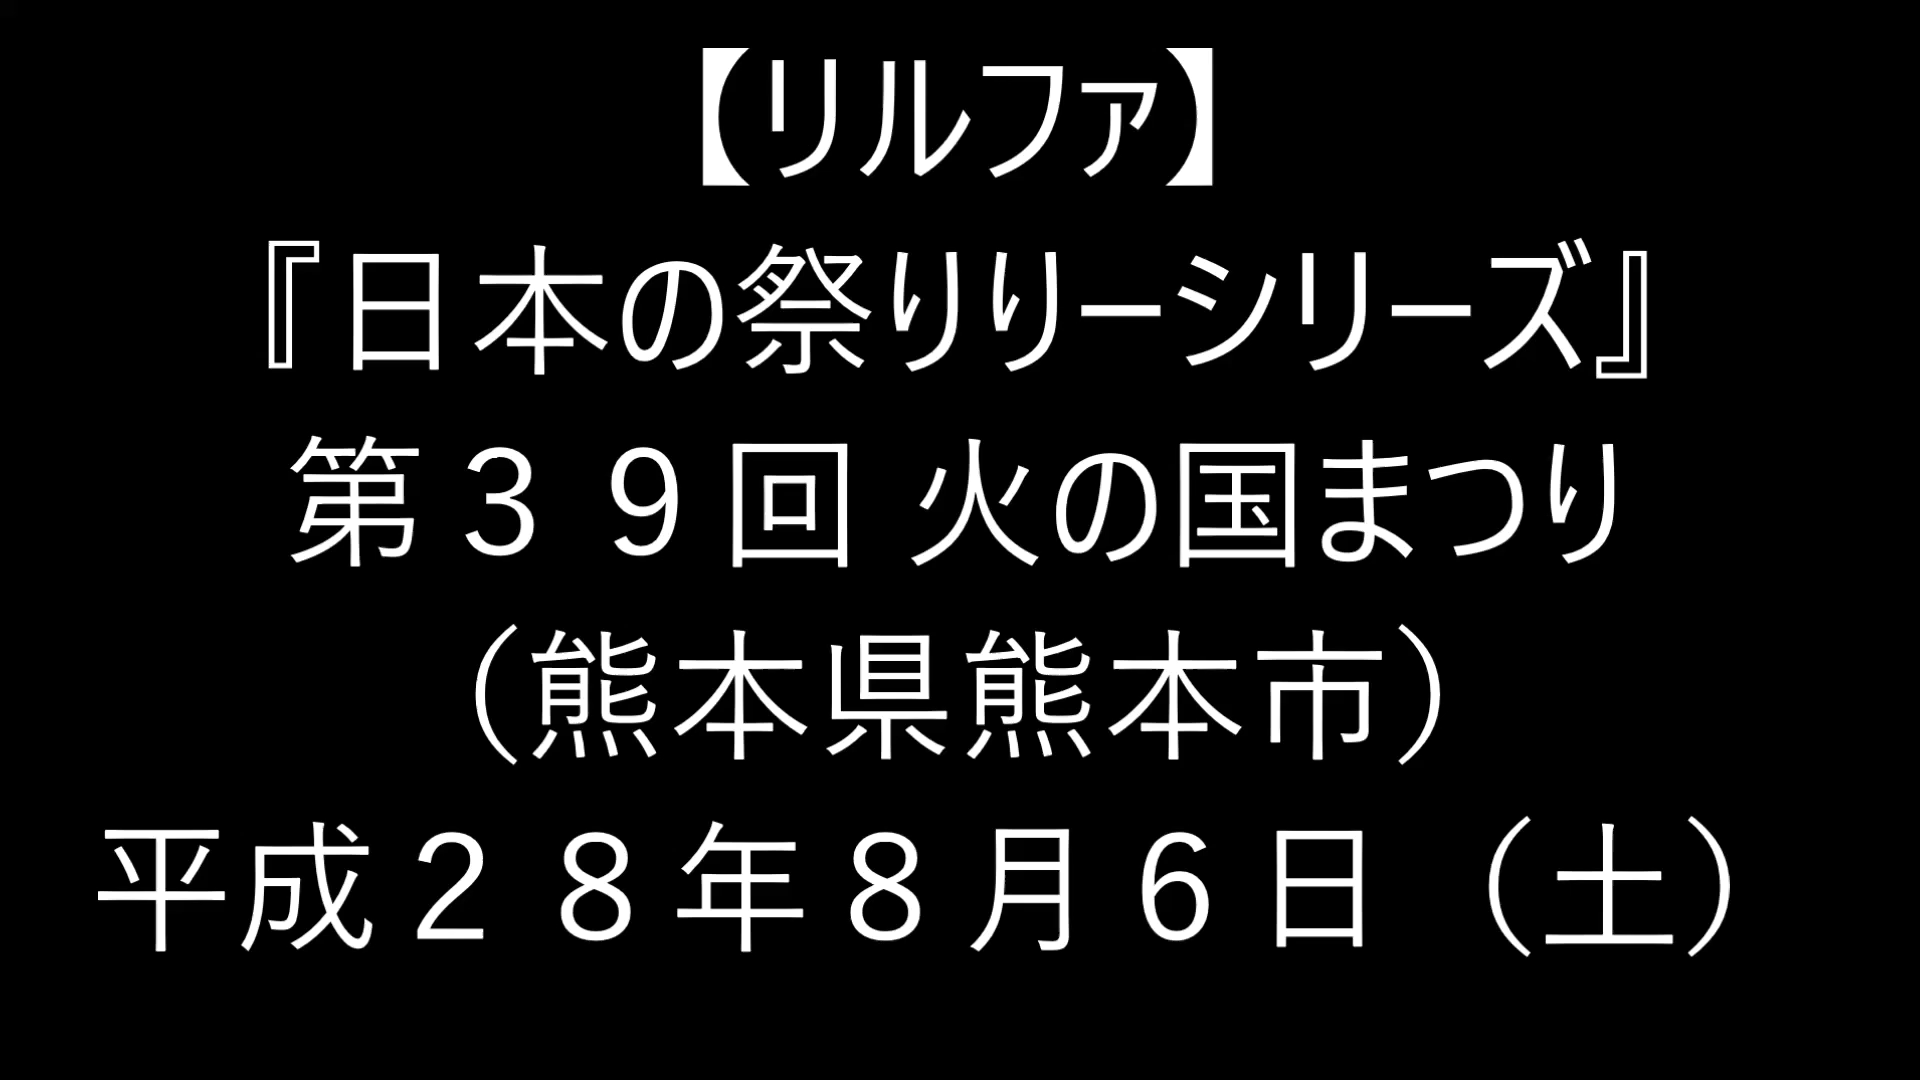 【リルファ】
『日本の祭りりーシリーズ』
第３９回 火の国まつり
（熊本県熊本市）
平成２８年８月６日（土）